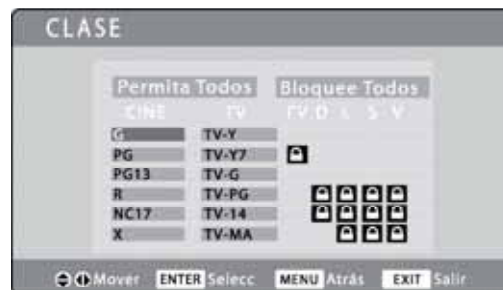 CLASE
Permita Todos Bloquee Todos
CINE TV TV.D L S V
G TV-Y
PG TV-Y7
PG13 TV-G
R TV-PG
NC17 TV-14
X TV-MA
Mover ENTER Selecc MENU Atrás EXIT Salir